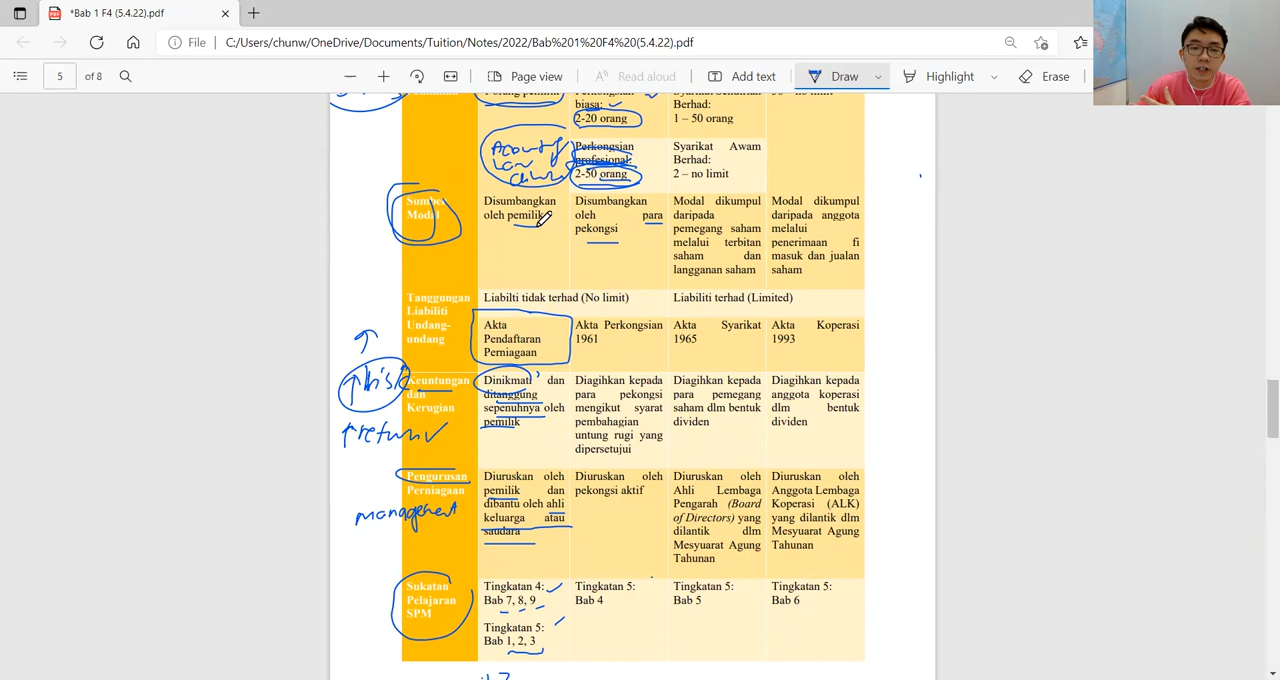 *Bab 1 F4 (5.4.22).pdf
File C:/Users/chunw/OneDrive/Documents/Tuition/Notes/2022/Bab%201%20F4%20(5.4.22).pdf
5 of 8
Page view
Read aloud
Add text
Draw
Highlight
Erase
biasa:
2-20 orang
Berhad:
1 – 50 orang
Perkongsian
profesional:
2-50 orang
Syarikat Awam
Berhad:
2 – no limit
Accounting
Law
Sumber
Modal
Disumbangkan
oleh pemilik
Disumbangkan
oleh para
pekongsi
Modal dikumpul
daripada
pemegang saham
melalui terbitan
saham dan
langganan saham
Modal dikumpul
daripada anggota
melalui
penerimaan fi
masuk dan jualan
saham
Tanggungan
Liabiliti
Undang-
undang
Liabilti tidak terhad (No limit)
Liabiliti terhad (Limited)
Akta
Pendaftaran
Perniagaan
Akta Perkongsian
1961
Akta Syarikat
1965
Akta Koperasi
1993
Keuntungan
dan
Kerugian
Dinikmati dan
ditanggung
sepenuhnya oleh
pemilik
Diagihkan kepada
para pekongsi
mengikut syarat
pembahagian
untung rugi yang
dipersetujui
Diagihkan kepada
para pemegang
saham dlm bentuk
dividen
Diagihkan kepada
anggota koperasi
dlm bentuk
dividen
↑risk
↑return
Pengurusan
Perniagaan
management
Diuruskan oleh
pemilik dan
dibantu oleh ahli
keluarga atau
saudara
Diuruskan oleh
pekongsi aktif
Diuruskan oleh
Ahli Lembaga
Pengarah (Board
of Directors) yang
dilantik dlm
Mesyuarat Agung
Tahunan
Diuruskan oleh
Anggota Lembaga
Koperasi (ALK)
yang dilantik dlm
Mesyuarat Agung
Tahunan
Sukatan
Pelajaran
SPM
Tingkatan 4:
Bab 7, 8, 9
Tingkatan 5:
Bab 1, 2, 3
Tingkatan 5:
Bab 4
Tingkatan 5:
Bab 5
Tingkatan 5:
Bab 6